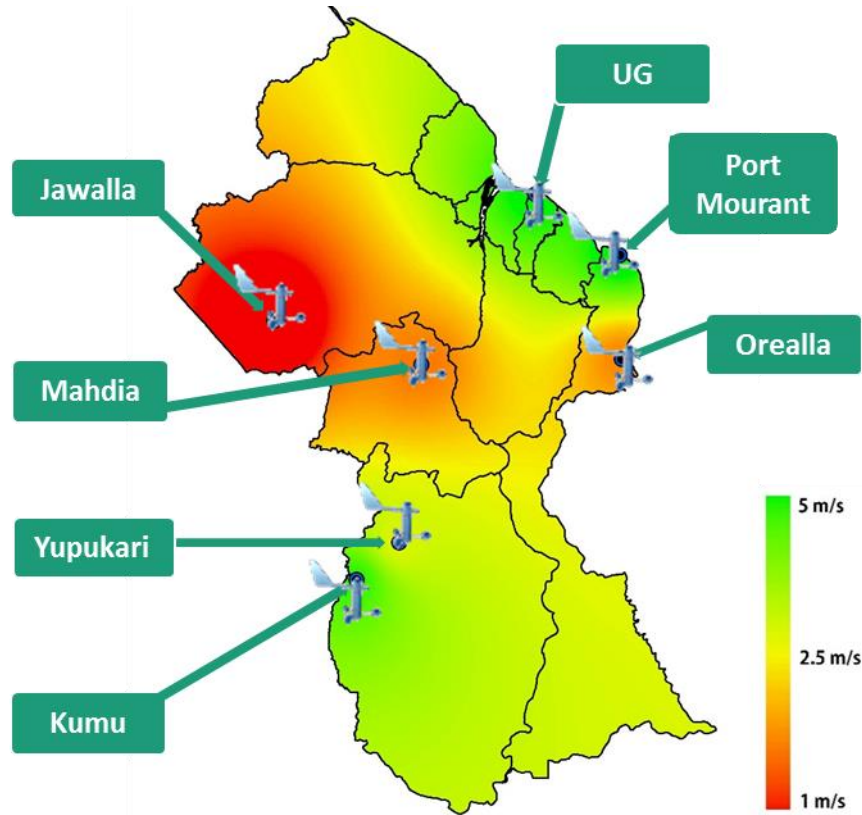 UG
Port
Mourant
Jawalla
Orealla
Mahdia
Yupukari
Kumu
5 m/s
2.5 m/s
1 m/s